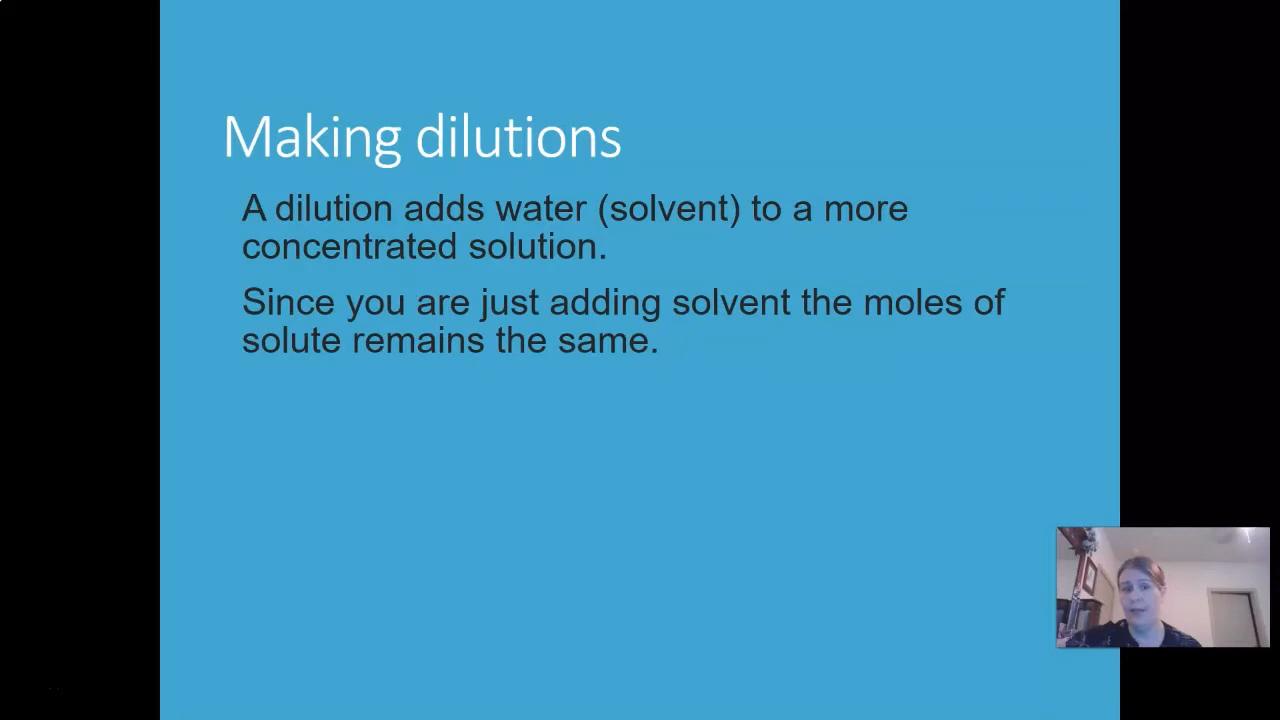 Making dilutions
A dilution adds water (solvent) to a more
concentrated solution.
Since you are just adding solvent the moles of
solute remains the same.